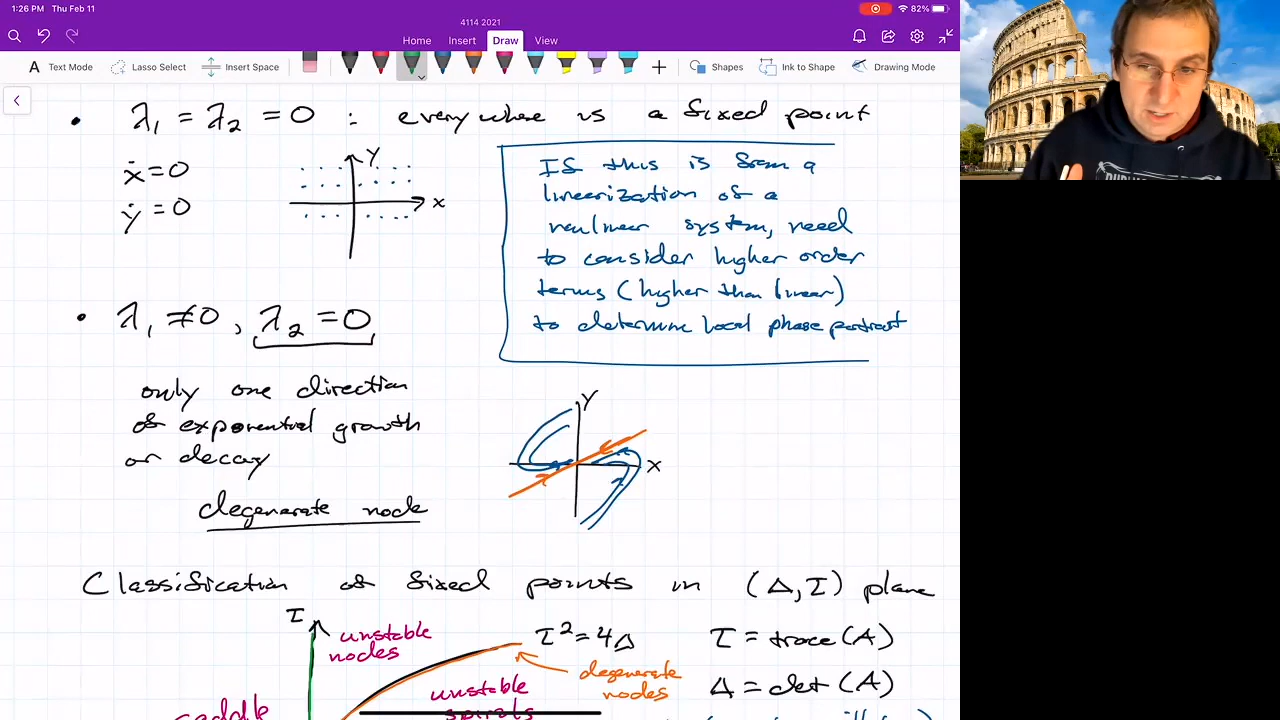 1:26 PM Thu Feb 11
82%
4114 2021
Home Insert Draw View
A Text Mode Lasso Select Insert Space Shapes Ink to Shape Drawing Mode
• λ₁ = λ₂ = 0 : everywhere is a fixed point
ẋ = 0
ẏ = 0
y
x
If this is from a
linearization of a
nonlinear system, need
to consider higher order
terms (higher than linear)
to determine local phase portrait
• λ₁ ≠ 0, λ₂ = 0
only one direction
of exponential growth
or decay
degenerate node
y
x
Classification of fixed points in (Δ, τ) plane
τ
unstable
nodes
τ² = 4Δ
degenerate
nodes
unstable
spirals
saddle
τ = trace(A)
Δ = det(A)